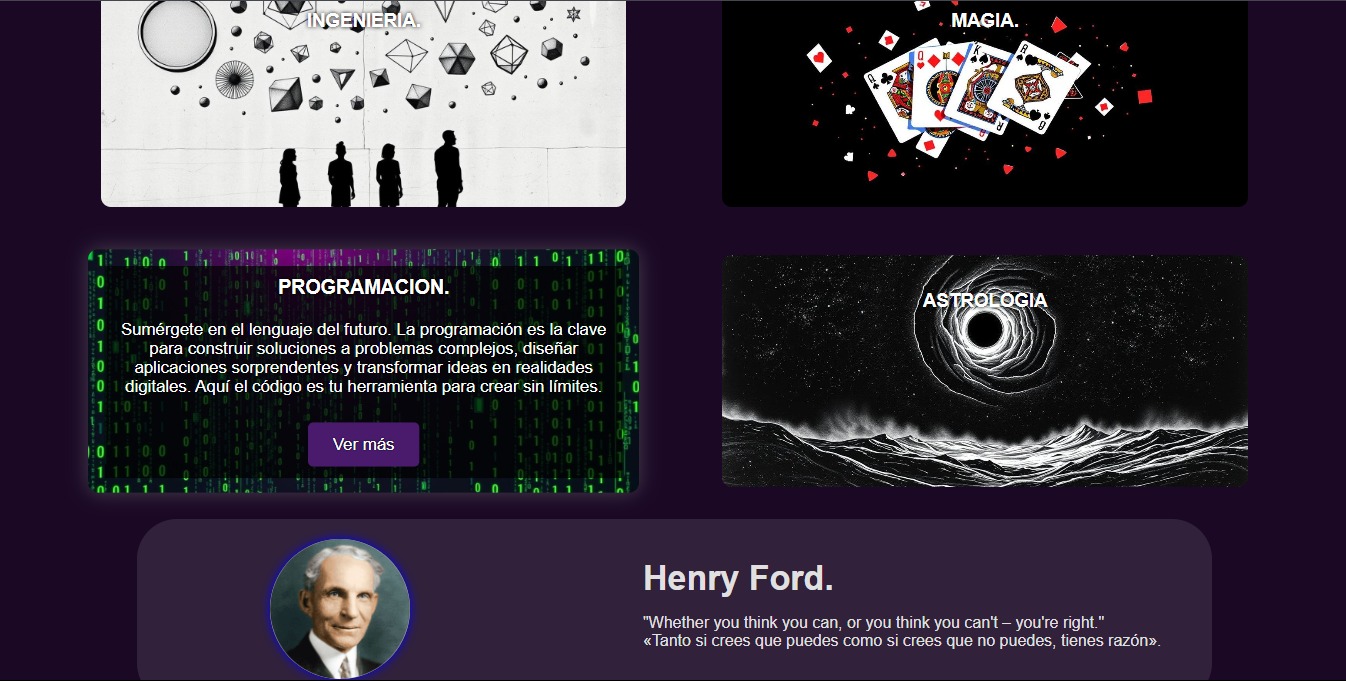 INGENIERIA.
MAGIA.
PROGRAMACION.
Sumérgete en el lenguaje del futuro. La programación es la clave
para construir soluciones a problemas complejos, diseñar
aplicaciones sorprendentes y transformar ideas en realidades
digitales. Aquí el código es tu herramienta para crear sin límites.
Ver más
ASTROLOGIA
Henry Ford.
"Whether you think you can, or you think you can't – you're right."
«Tanto si crees que puedes como si crees que no puedes, tienes razón».